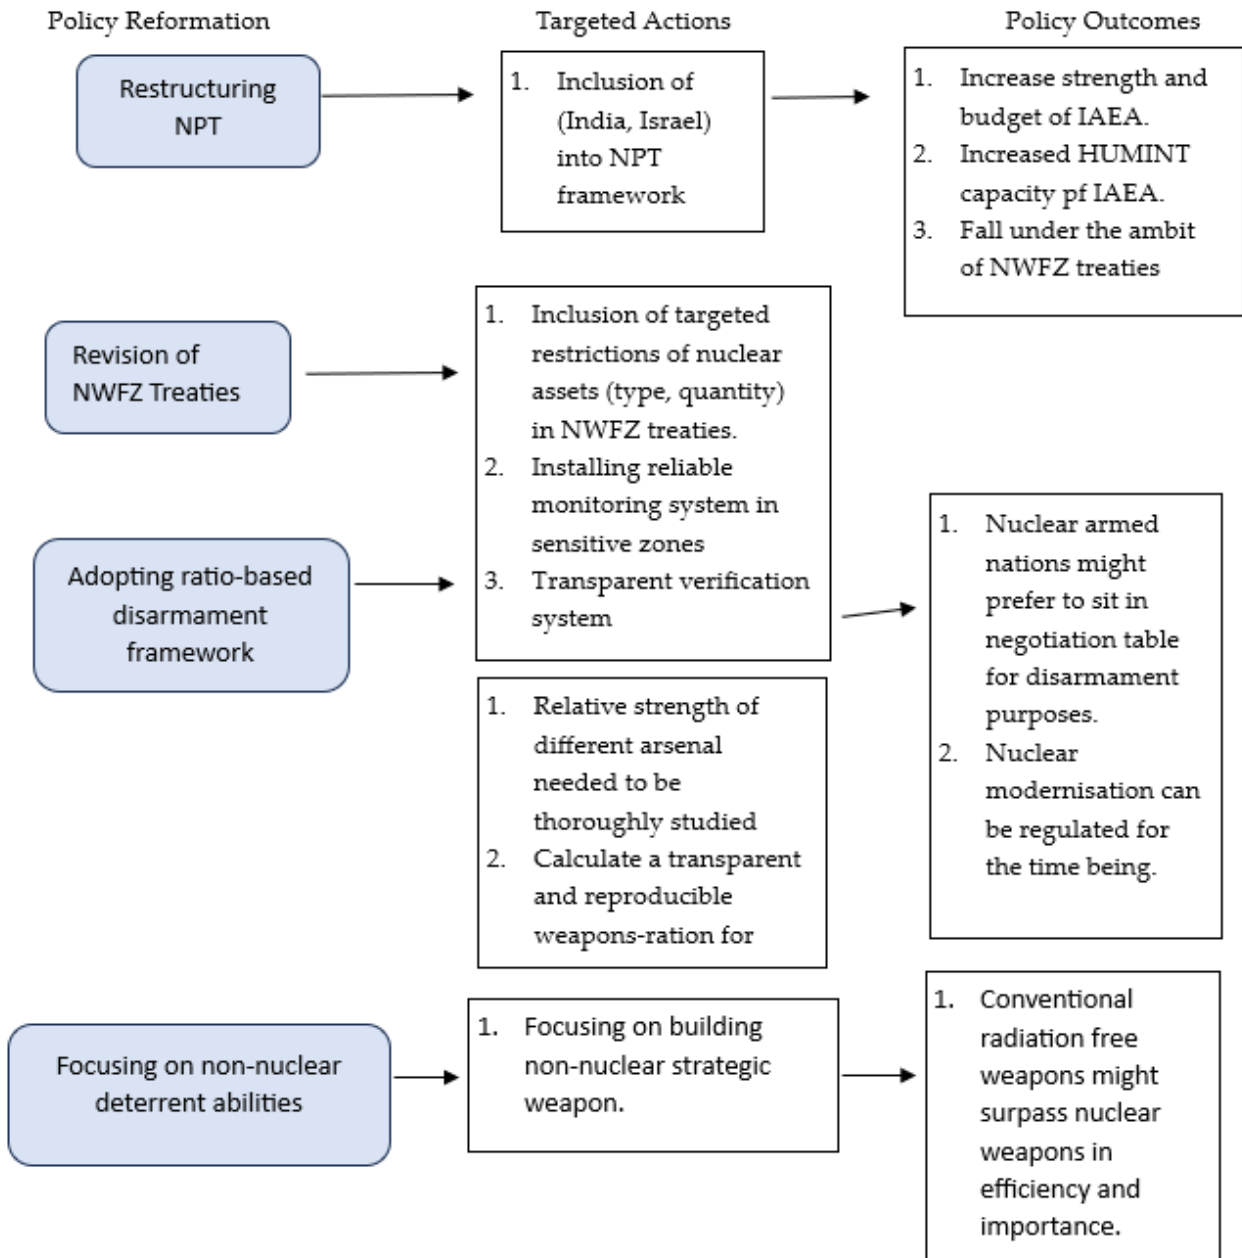 Policy Reformation
Targeted Actions
Policy Outcomes
Restructuring
NPT
1. Inclusion of
(India, Israel)
into NPT
framework
1. Increase strength and
budget of IAEA.
2. Increased HUMINT
capacity pf IAEA.
3. Fall under the ambit
of NWFZ treaties
Revision of
NWFZ Treaties
1. Inclusion of targeted
restrictions of nuclear
assets (type, quantity)
in NWFZ treaties.
2. Installing reliable
monitoring system in
sensitive zones
3. Transparent verification
system
Adopting ratio-based
disarmament
framework
1. Relative strength of
different arsenal
needed to be
thoroughly studied
2. Calculate a transparent
and reproducible
weapons-ration for
1. Nuclear armed
nations might
prefer to sit in
negotiation table
for disarmament
purposes.
2. Nuclear
modernisation can
be regulated for
the time being.
Focusing on non-nuclear
deterrent abilities
1. Focusing on building
non-nuclear strategic
weapon.
1. Conventional
radiation free
weapons might
surpass nuclear
weapons in
efficiency and
importance.